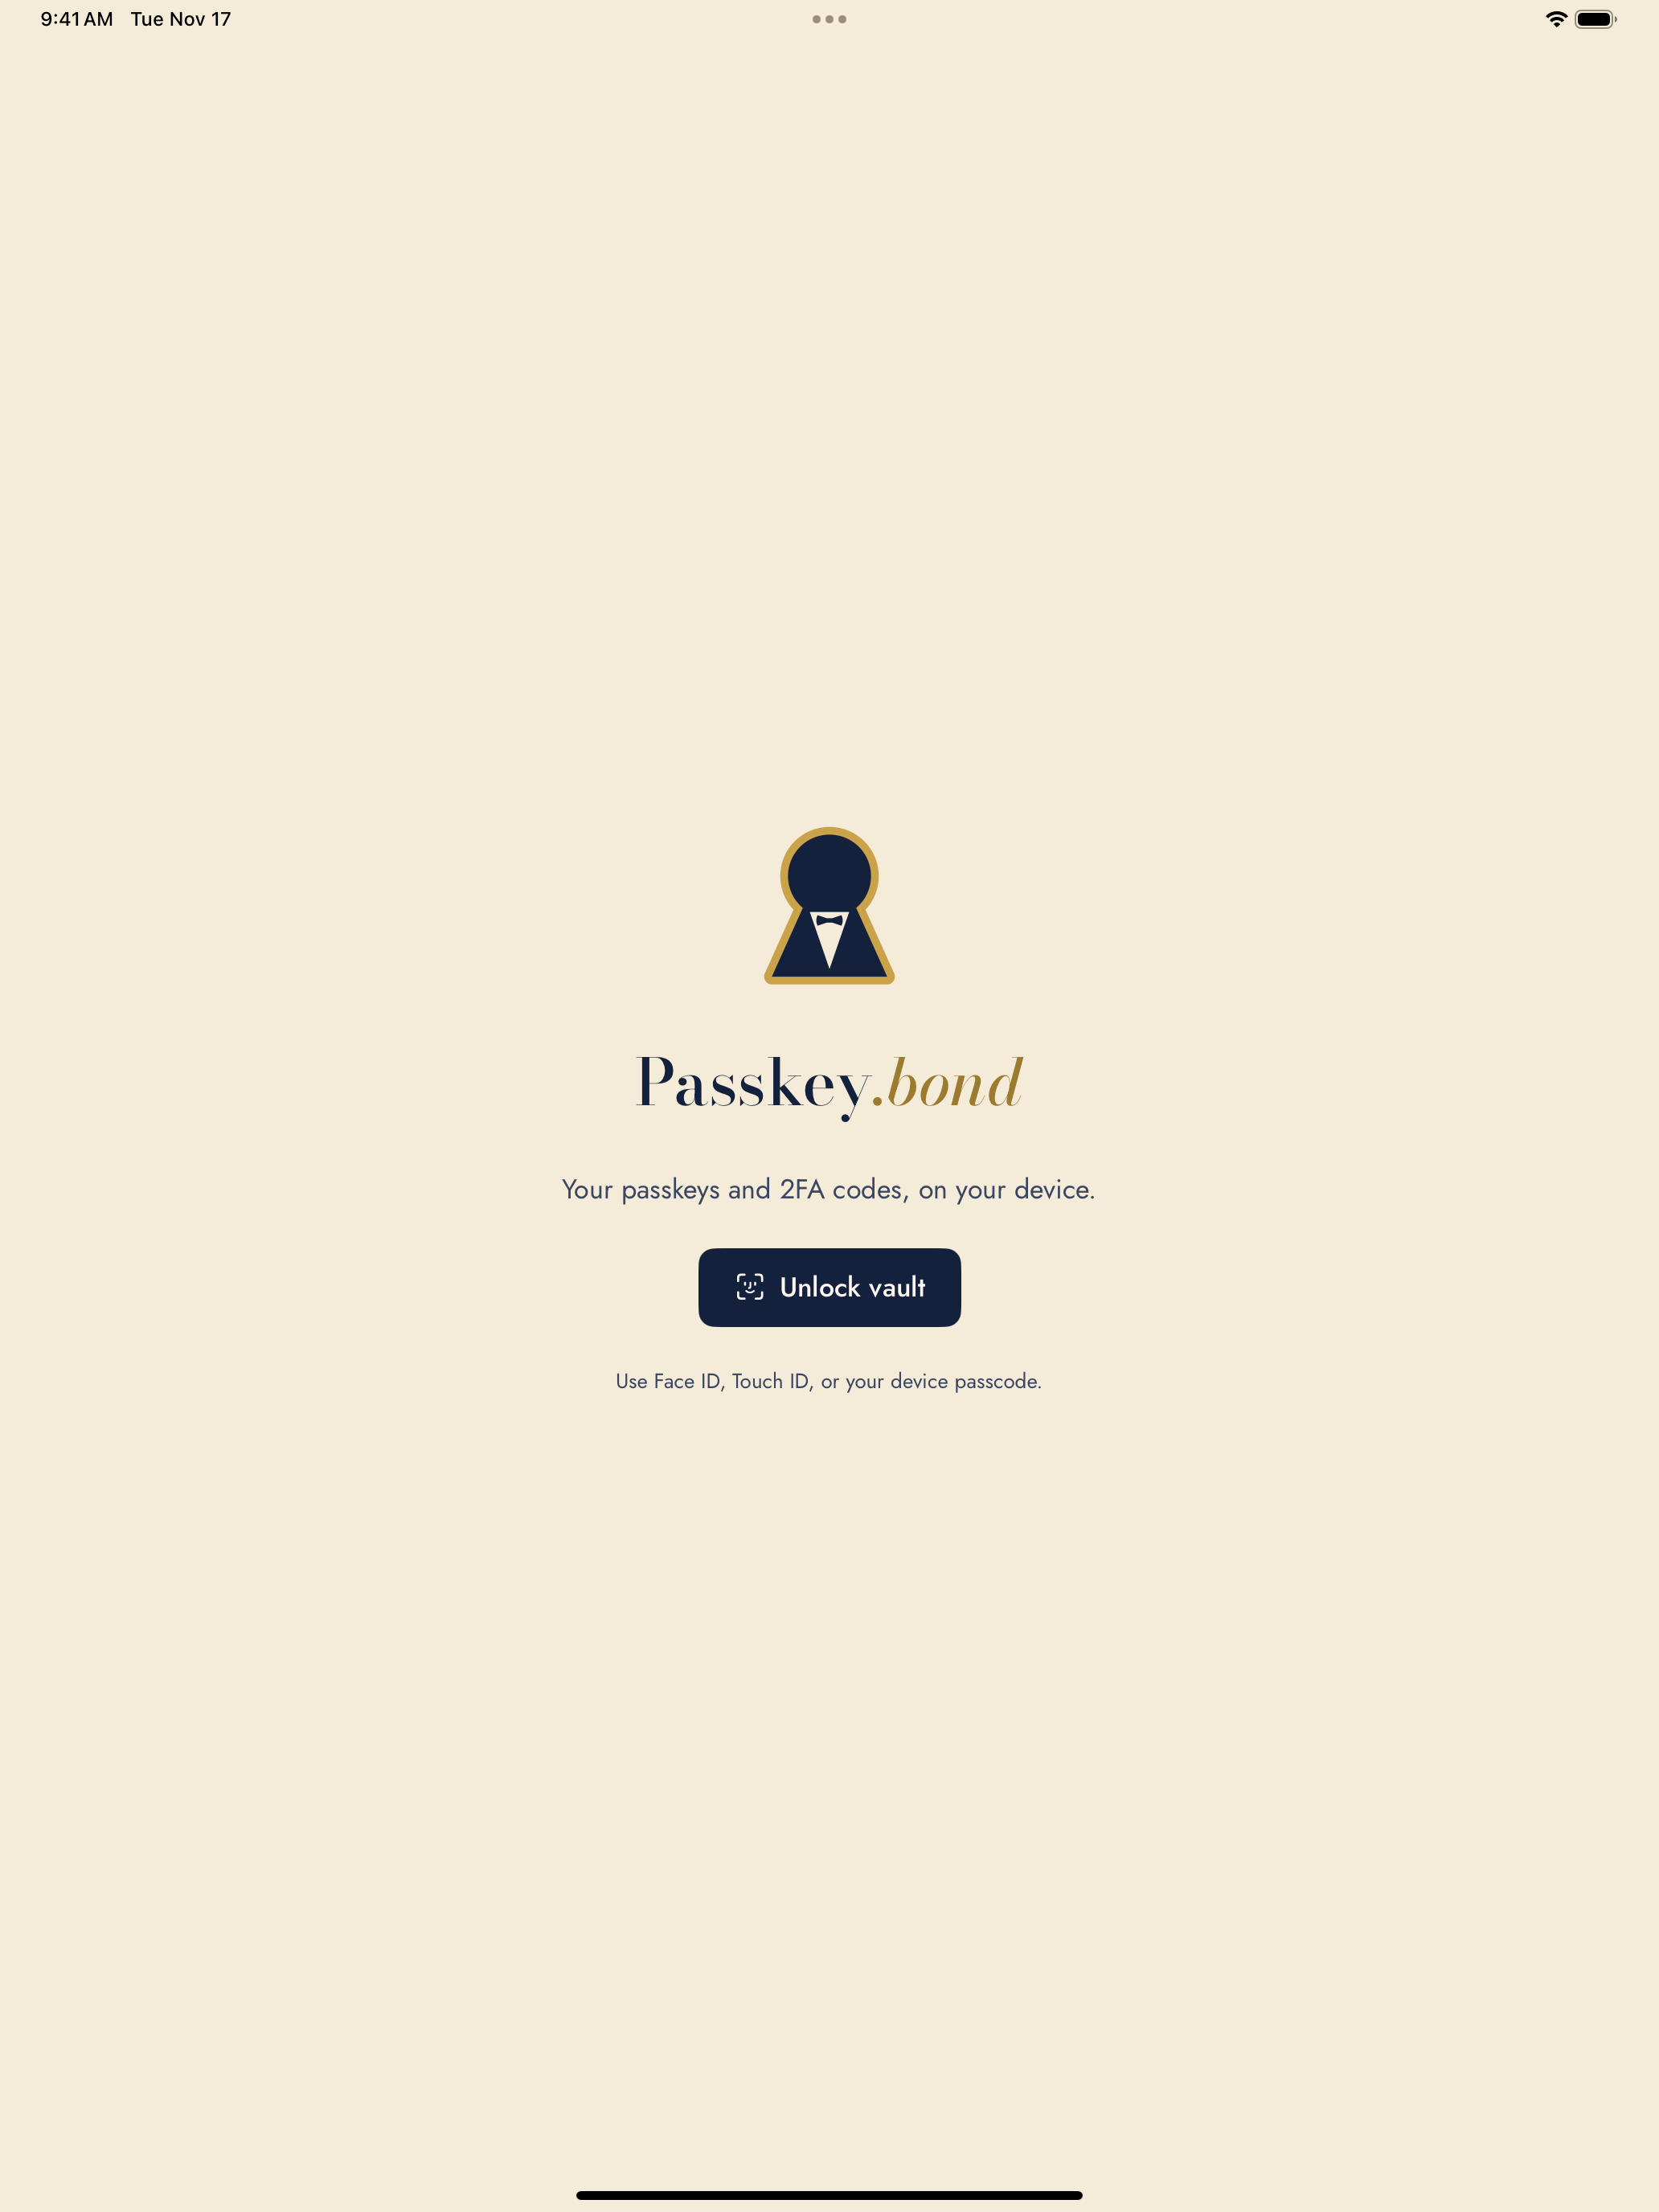 9:41 AM Tue Nov 17
Passkey.bond
Your passkeys and 2FA codes, on your device.
Unlock vault
Use Face ID, Touch ID, or your device passcode.